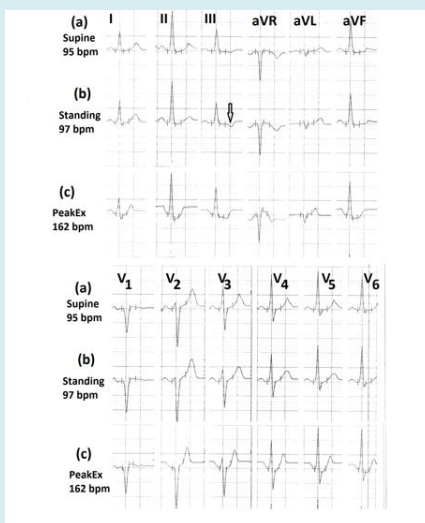 (a) I II III aVR aVL aVF
Supine
95 bpm
(b)
Standing
97 bpm
(c)
PeakEx
162 bpm
(a) V1 V2 V3 V4 V5 V6
Supine
95 bpm
(b)
Standing
97 bpm
(c)
PeakEx
162 bpm